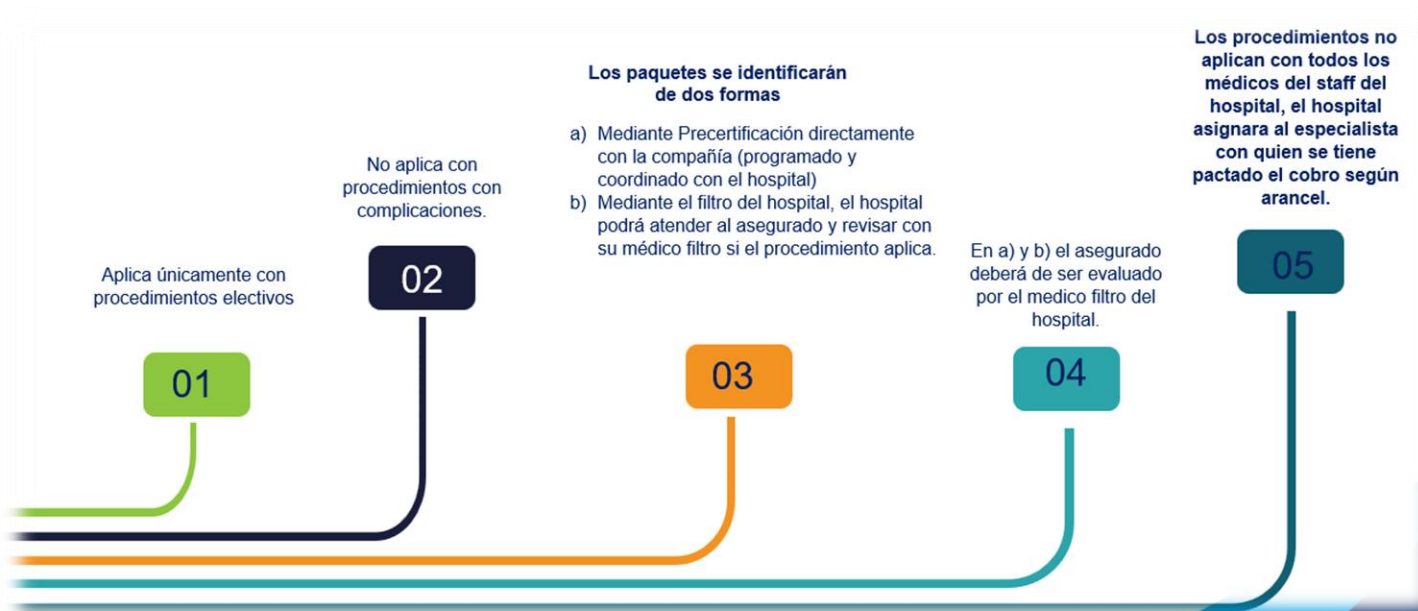 Aplica únicamente con
procedimientos electivos
01
No aplica con
procedimientos con
complicaciones.
02
Los paquetes se identificarán
de dos formas
a) Mediante Precertificación directamente
con la compañía (programado y
coordinado con el hospital)
b) Mediante el filtro del hospital, el hospital
podrá atender al asegurado y revisar con
su médico filtro si el procedimiento aplica.
03
En a) y b) el asegurado
deberá de ser evaluado
por el medico filtro del
hospital.
04
Los procedimientos no
aplican con todos los
médicos del staff del
hospital, el hospital
asignara al especialista
con quien se tiene
pactado el cobro según
arancel.
05